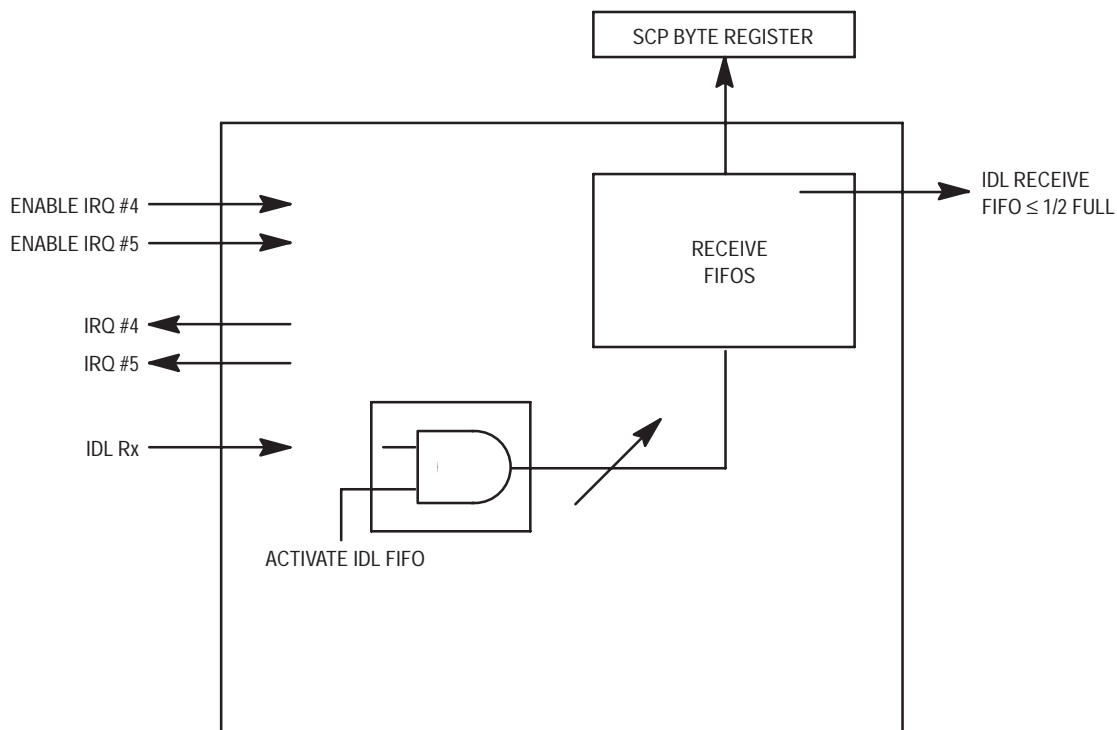 SCP BYTE REGISTER
ENABLE IRQ #4
ENABLE IRQ #5
IDL RECEIVE
FIFO ≤ 1/2 FULL
RECEIVE
FIFOS
IRQ #4
IRQ #5
IDL Rx
ACTIVATE IDL FIFO